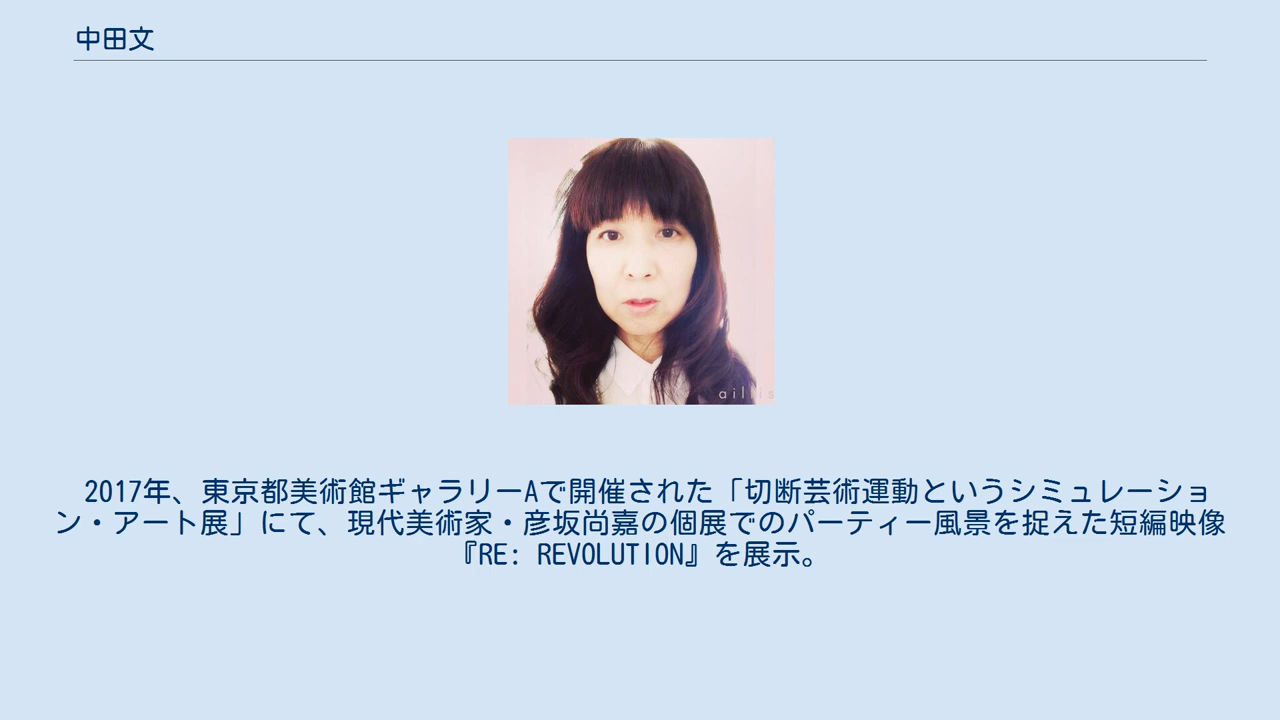 中田文
2017年、東京都美術館ギャラリーAで開催された「切断芸術運動というシミュレーショ
ン・アート展」にて、現代美術家・彦坂尚嘉の個展でのパーティー風景を捉えた短編映像
『RE: REVOLUTION』を展示。